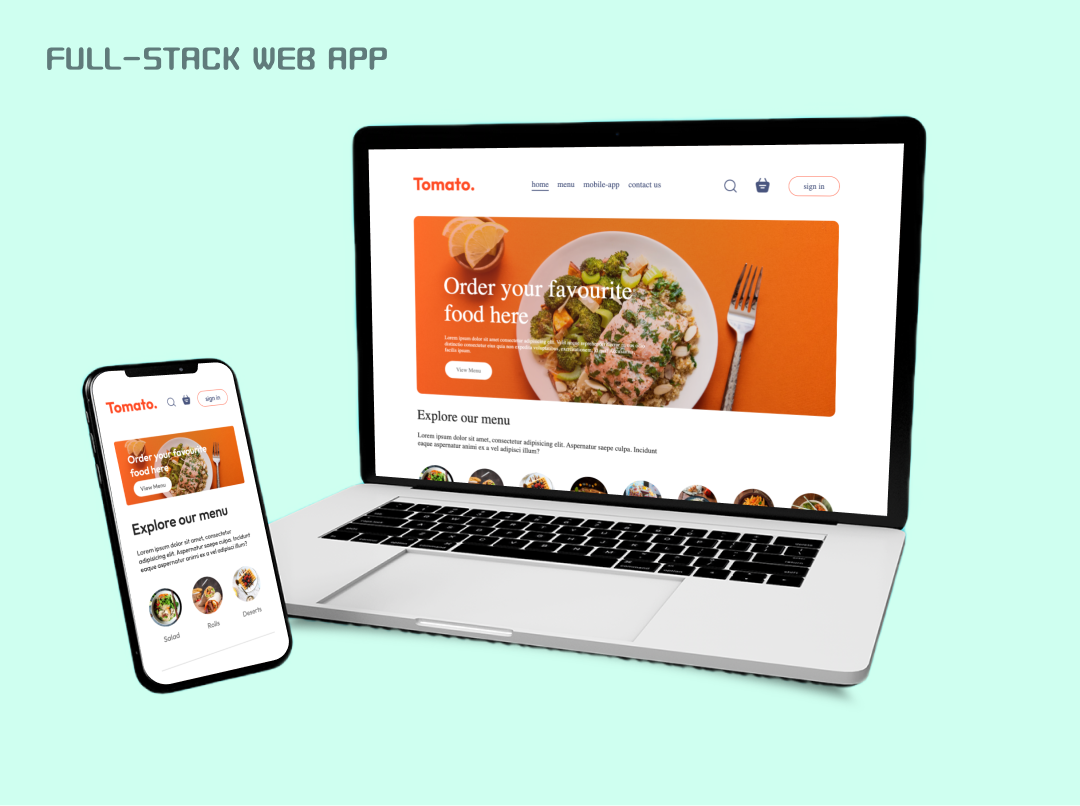 FULL-STACK WEB APP
Tomato.
home menu mobile-app contact us
sign in
Order your favourite
food here
Lorem ipsum dolor sit amet consectetur adipisicing elit.
View Menu
Explore our menu
Lorem ipsum dolor sit amet, consectetur adipisicing elit. Aspernatur saepe culpa. Incidunt
eaque aspernatur animi ex a vel adipisci illum?
Tomato.
sign in
Order your favourite
food here
View Menu
Explore our menu
Lorem ipsum dolor sit amet, consectetur
adipisicing elit. Aspernatur saepe culpa. Incidunt
eaque aspernatur animi ex a vel adipisci illum?
Salad
Rolls
Deserts